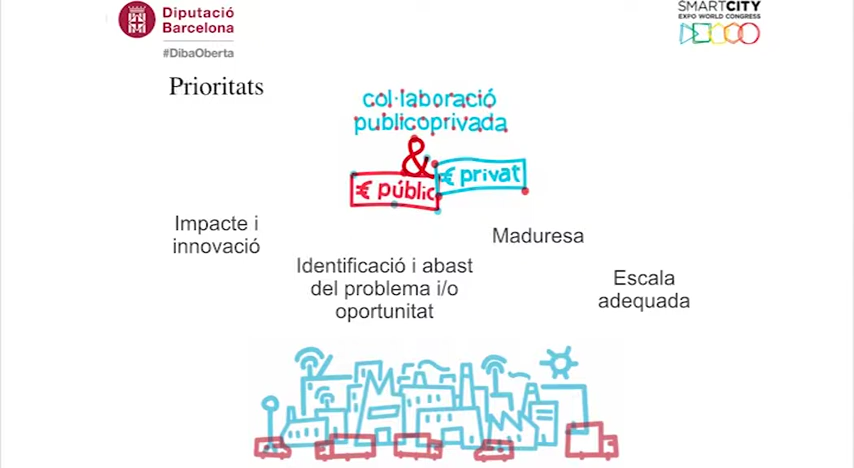 Diputació
Barcelona
#DibaOberta
SMARTCITY
EXPO WORLD CONGRESS
Prioritats
col·laboració
publicoprivada
&
€ públic
€ privat
Impacte i
innovació
Identificació i abast
del problema i/o
oportunitat
Maduresa
Escala
adequada